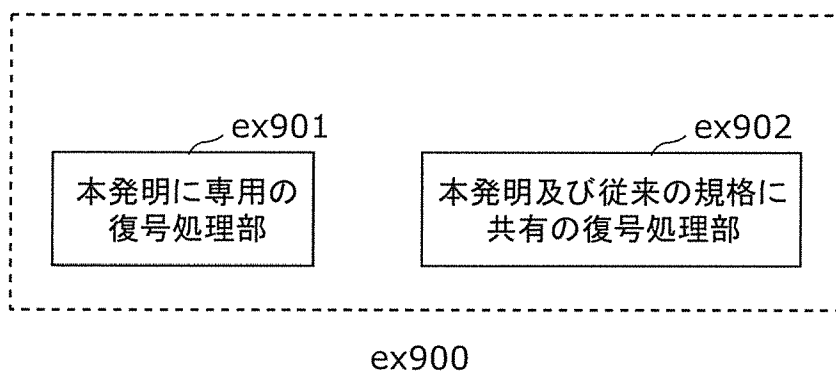 ex901
本発明に専用の
復号処理部
ex902
本発明及び従来の規格に
共有の復号処理部
ex900